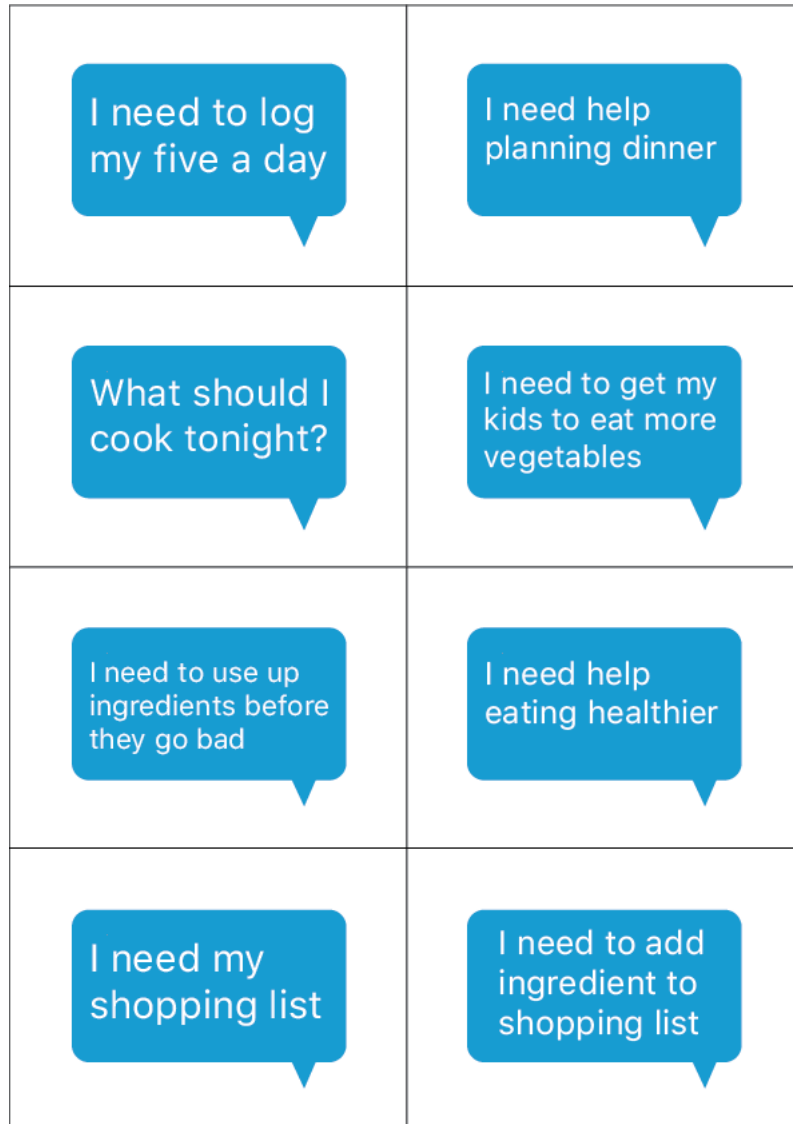 I need to log
my five a day
I need help
planning dinner
What should I
cook tonight?
I need to get my
kids to eat more
vegetables
I need to use up
ingredients before
they go bad
I need help
eating healthier
I need my
shopping list
I need to add
ingredient to
shopping list